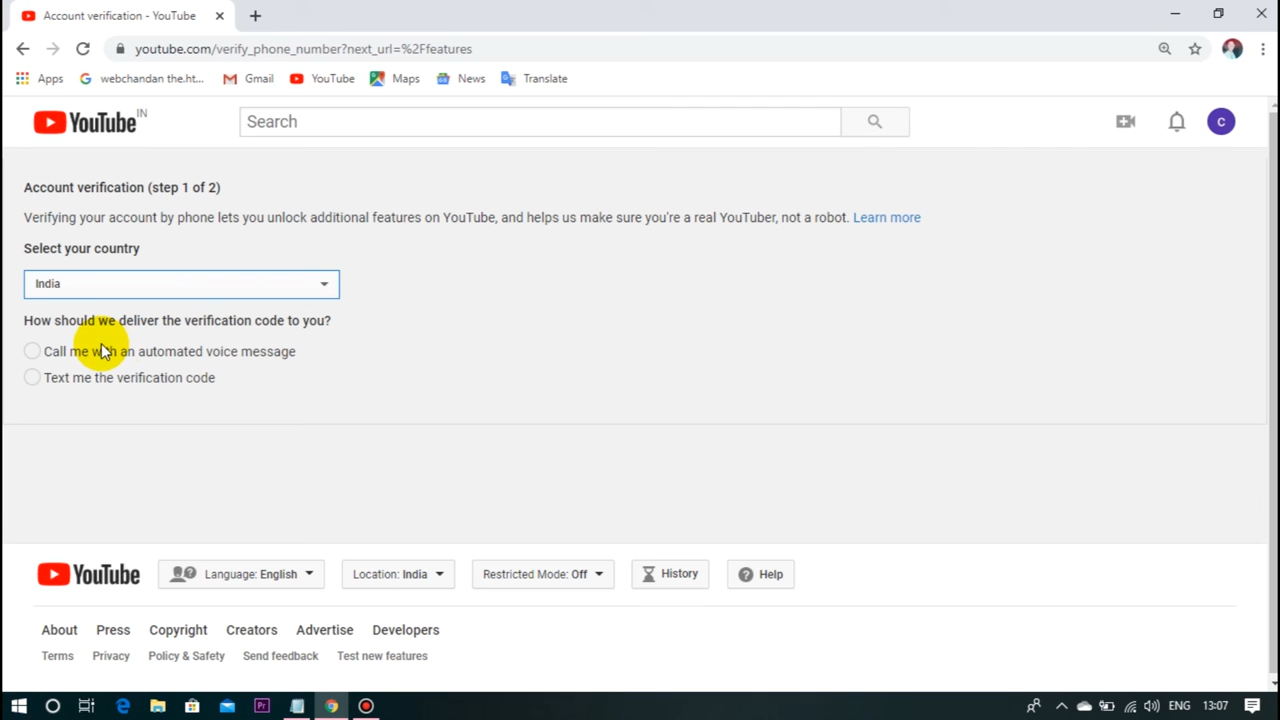 Account verification - YouTube
youtube.com/verify_phone_number?next_url=%2Ffeatures
Apps webchandan the.ht... Gmail YouTube Maps News Translate
YouTube IN Search C
Account verification (step 1 of 2)
Verifying your account by phone lets you unlock additional features on YouTube, and helps us make sure you're a real YouTuber, not a robot. Learn more
Select your country
India
How should we deliver the verification code to you?
Call me with an automated voice message
Text me the verification code
YouTube Language: English Location: India Restricted Mode: Off History Help
About Press Copyright Creators Advertise Developers
Terms Privacy Policy & Safety Send feedback Test new features
Pr ENG 13:07